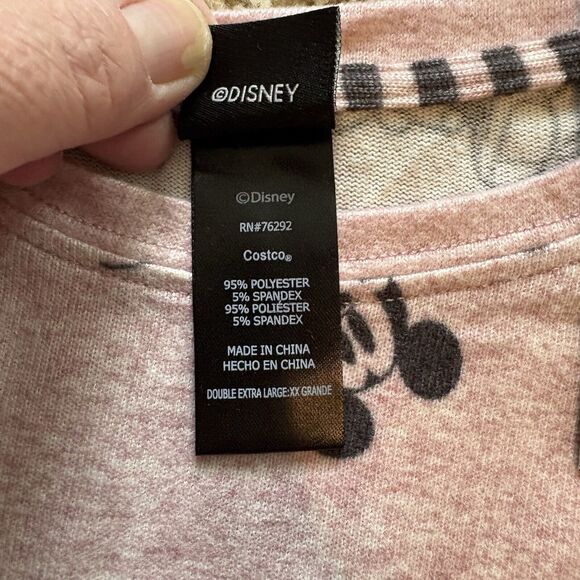 ©DISNEY
©Disney
RN#76292
Costco®
95% POLYESTER
5% SPANDEX
95% POLIÉSTER
5% SPANDEX
MADE IN CHINA
HECHO EN CHINA
DOUBLE EXTRA LARGE:XX GRANDE